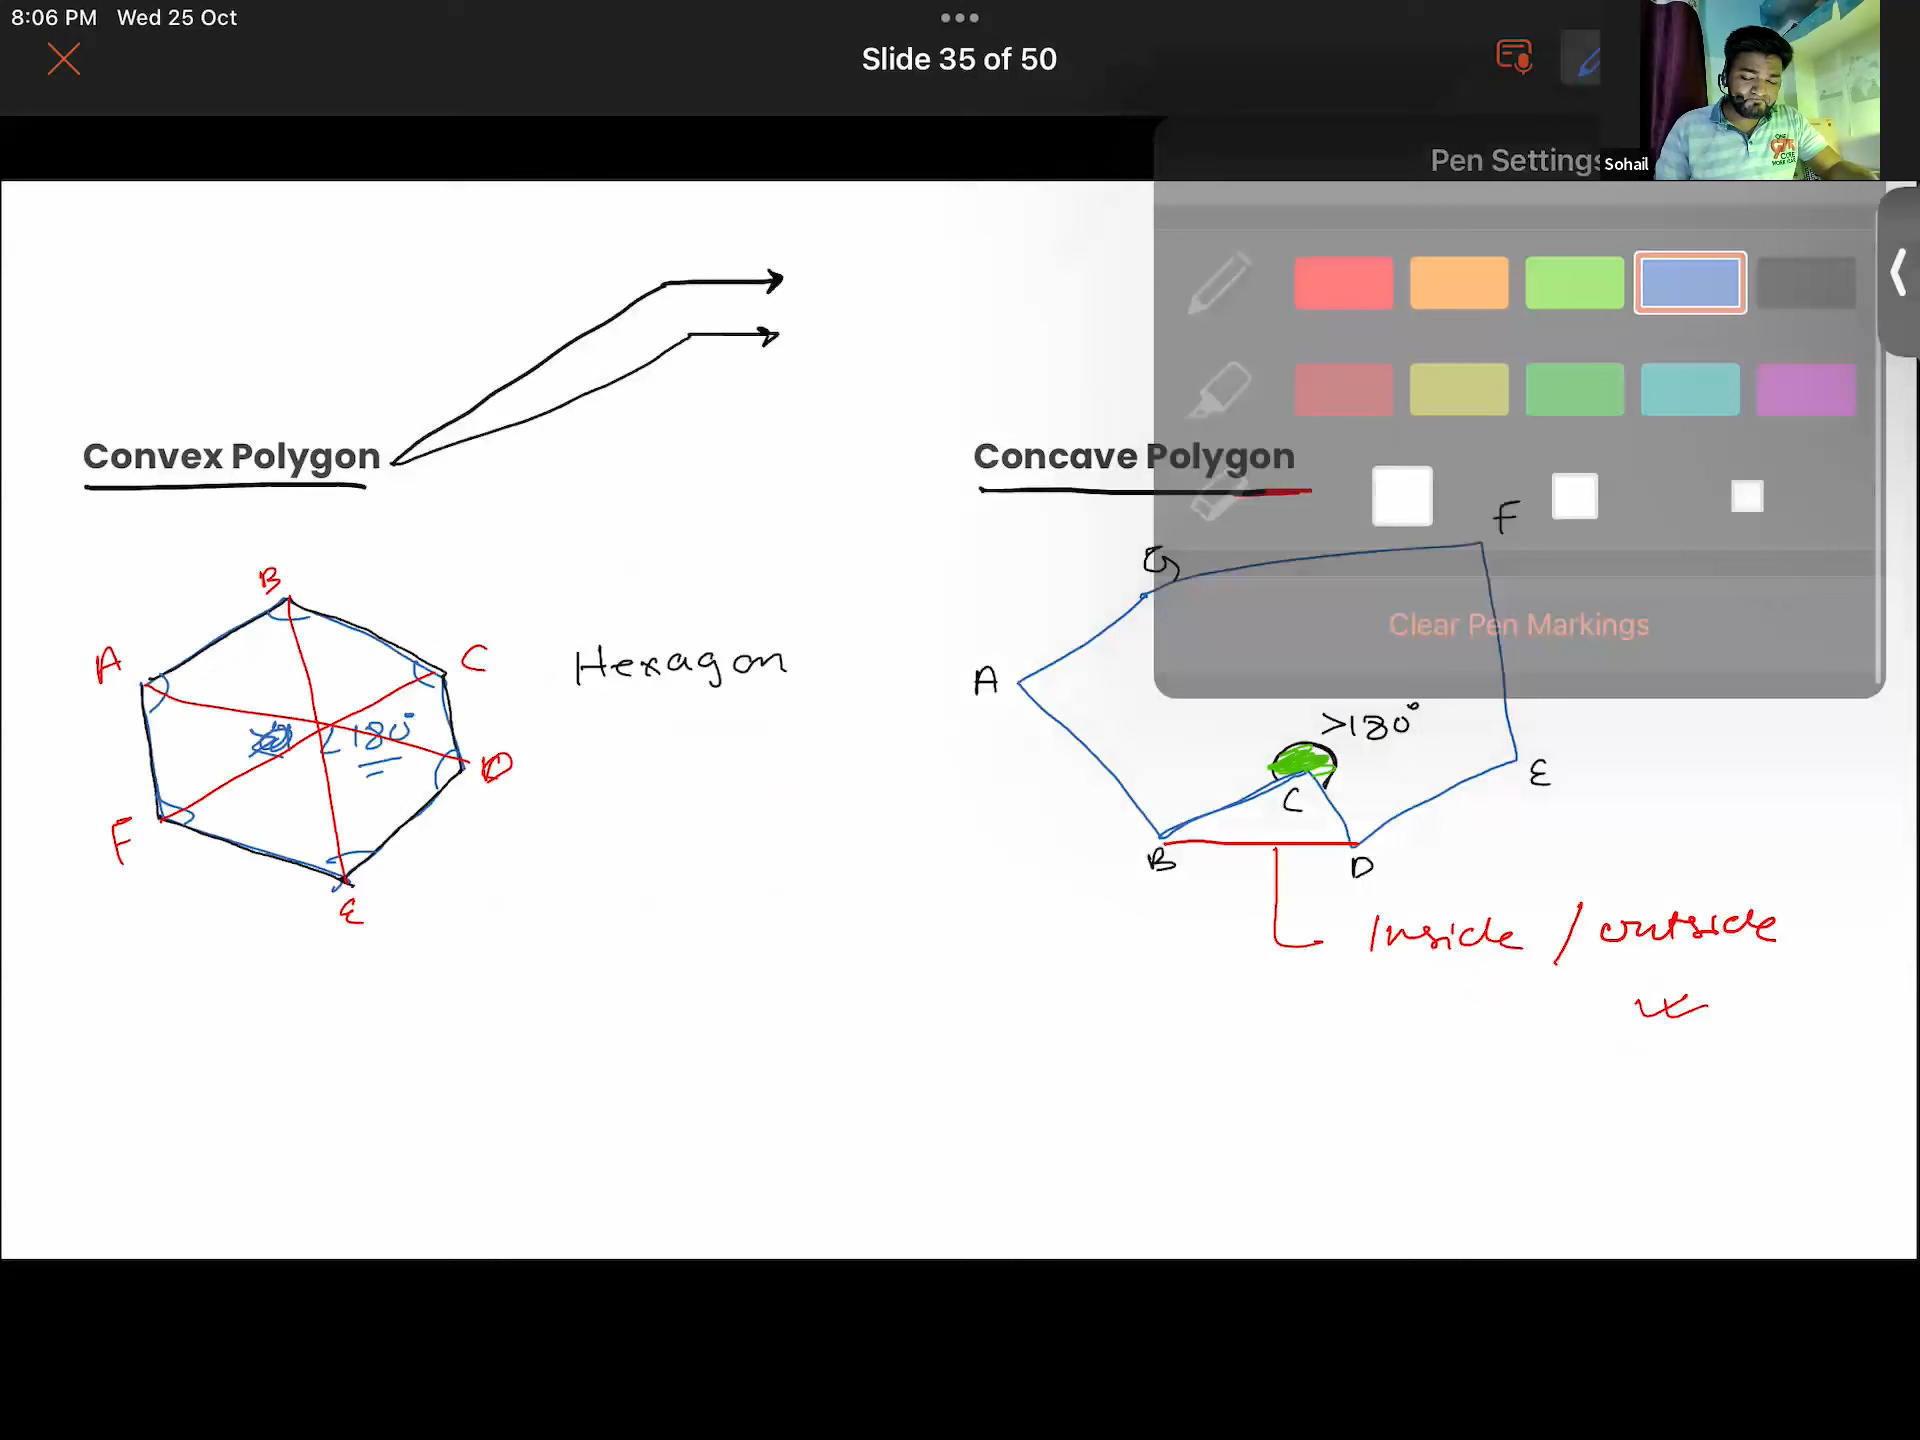 8:06 PM Wed 25 Oct
Slide 35 of 50
Pen Settings
Sohail
Convex Polygon
Concave Polygon
F
G
B
Clear Pen Markings
A
C
Hexagon
A
<180°
>180°
D
E
C
F
B
D
E
Inside / outside